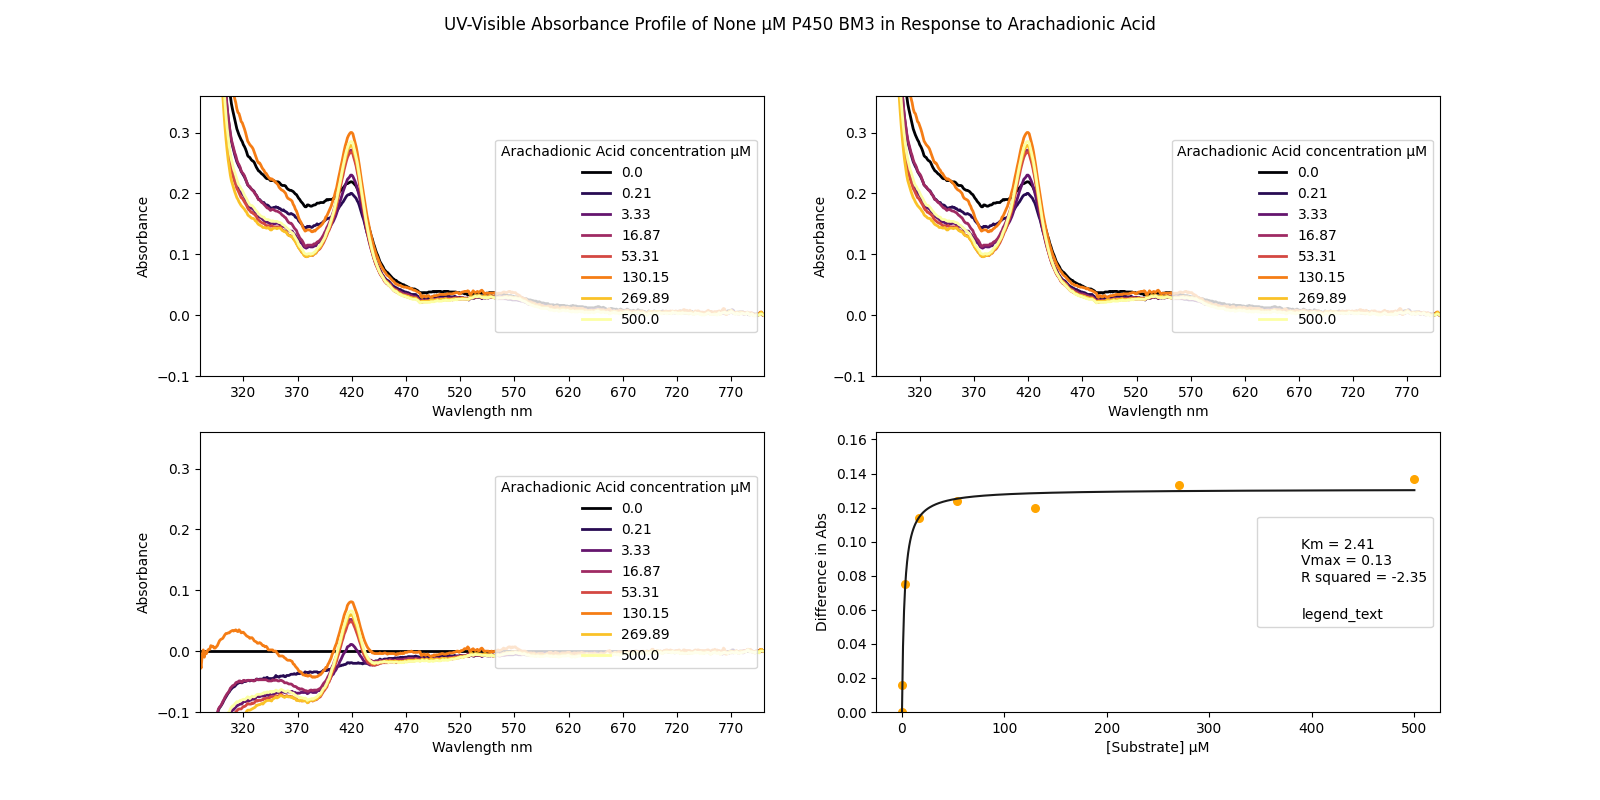 UV-Visible Absorbance Profile of None μM P450 BM3 in Response to Arachadionic Acid
0.3
0.2
0.1
0.0
−0.1
Absorbance
320 370 420 470 520 570 620 670 720 770
Wavlength nm
Arachadionic Acid concentration μM
0.0
0.21
3.33
16.87
53.31
130.15
269.89
500.0
0.3
0.2
0.1
0.0
−0.1
Absorbance
320 370 420 470 520 570 620 670 720 770
Wavlength nm
Arachadionic Acid concentration μM
0.0
0.21
3.33
16.87
53.31
130.15
269.89
500.0
0.3
0.2
0.1
0.0
−0.1
Absorbance
320 370 420 470 520 570 620 670 720 770
Wavlength nm
Arachadionic Acid concentration μM
0.0
0.21
3.33
16.87
53.31
130.15
269.89
500.0
0.16
0.14
0.12
0.10
0.08
0.06
0.04
0.02
0.00
Difference in Abs
0 100 200 300 400 500
[Substrate] μM
Km = 2.41
Vmax = 0.13
R squared = -2.35
legend_text